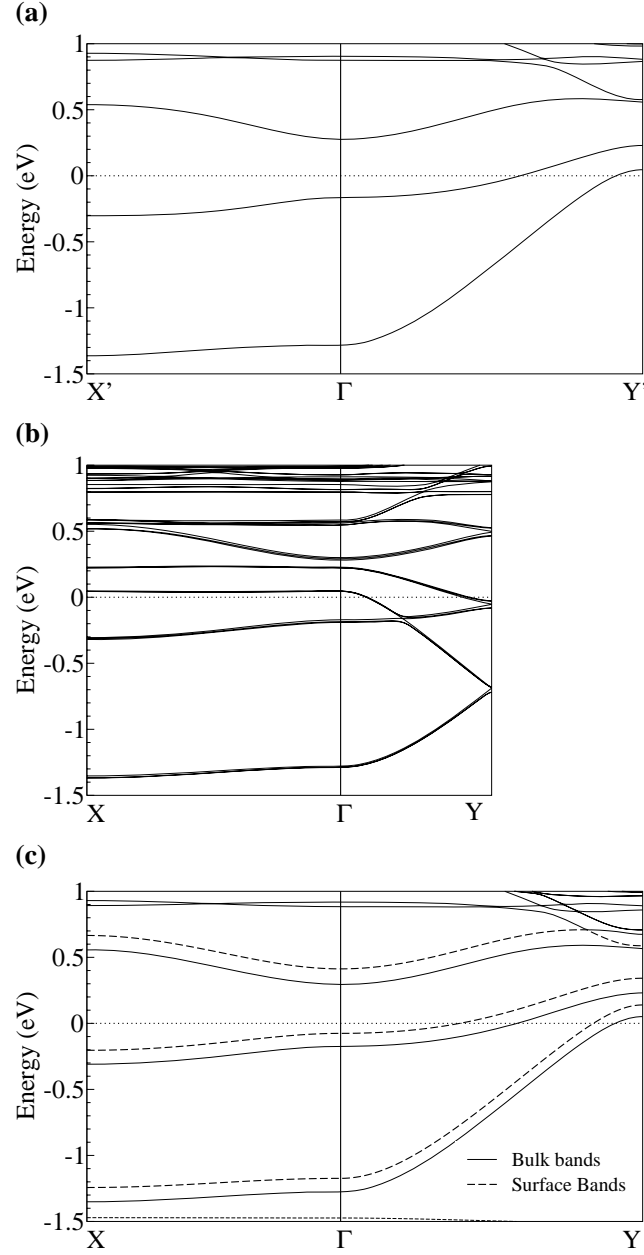 (a)
1
0.5
0
-0.5
-1
-1.5
Energy (eV)
X' Γ Y'
(b)
1
0.5
0
-0.5
-1
-1.5
Energy (eV)
X Γ Y
(c)
1
0.5
0
-0.5
-1
-1.5
Energy (eV)
Bulk bands
Surface Bands
X Γ Y